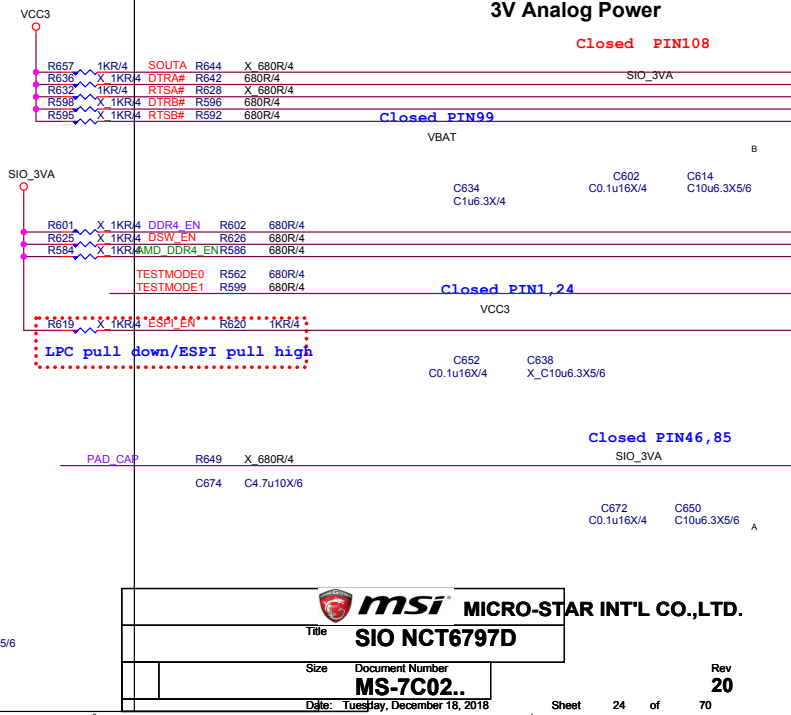 3V Analog Power
VCC3
Closed PIN108
R657 1KR/4 SOUTA R644 X_680R/4
SIO_3VA
R636 X_1KR/4 DTRA# R642 680R/4
R632 1KR/4 RTSA# R628 X_680R/4
R598 X_1KR/4 DTRB# R596 680R/4
R595 X_1KR/4 RTSB# R592 680R/4
Closed PIN99
VBAT
B
SIO_3VA
C602 C614
C634 C0.1u16X/4 C10u6.3X5/6
C1u6.3X/4
R601 X_1KR/4 DDR4_EN R602 680R/4
R625 X_1KR/4 DSW_EN R626 680R/4
R584 X_1KR/4 AMD_DDR4_EN R586 680R/4
TESTMODE0 R562 680R/4
TESTMODE1 R599 680R/4
Closed PIN1,24
VCC3
R619 X_1KR/4 ESPI_EN R620 1KR/4
LPC pull down/ESPI pull high
C652 C638
C0.1u16X/4 X_C10u6.3X5/6
Closed PIN46,85
PAD_CAP R649 X_680R/4 SIO_3VA
C674 C4.7u10X/6
C672 C650
C0.1u16X/4 C10u6.3X5/6
A
msi MICRO-STAR INT'L CO.,LTD.
Title SIO NCT6797D
5/6
Size Document Number Rev
MS-7C02.. 20
Date: Tuesday, December 18, 2018 Sheet 24 of 70